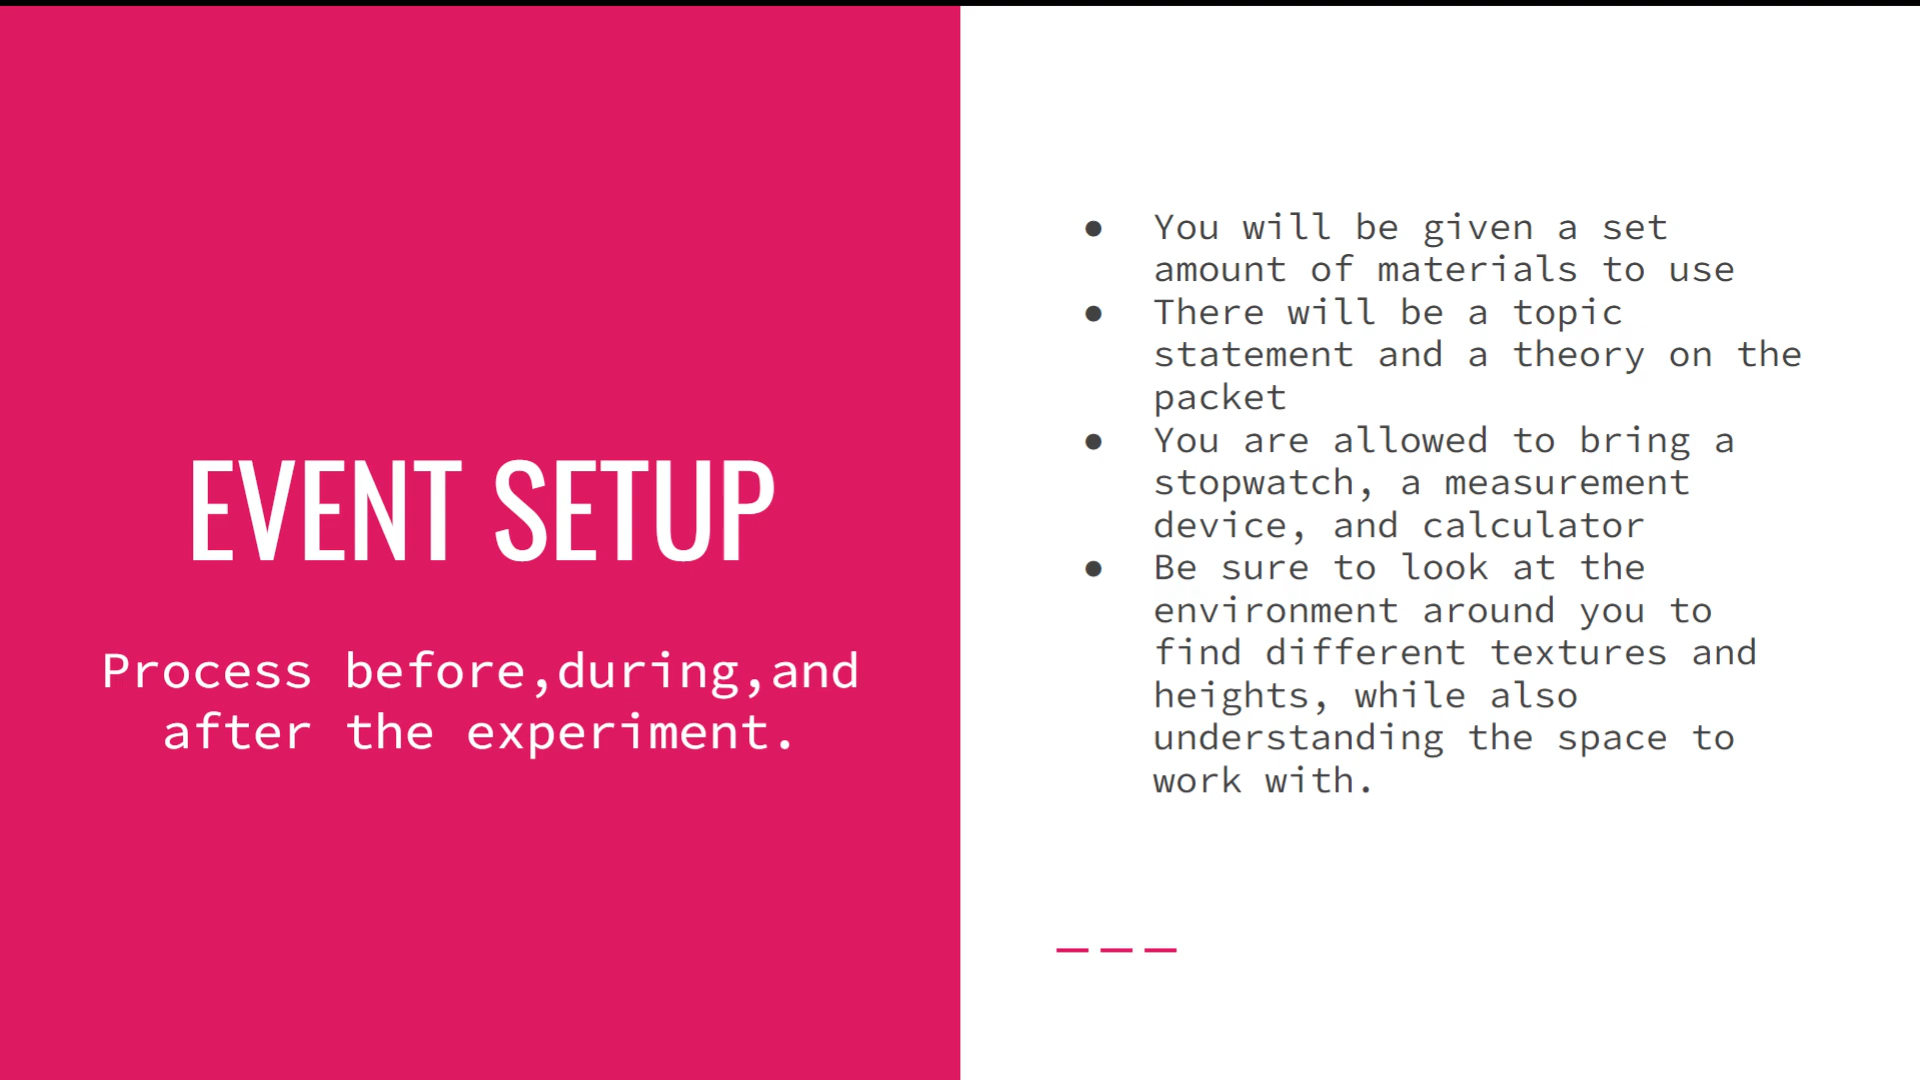 EVENT SETUP
Process before,during,and
after the experiment.
● You will be given a set
amount of materials to use
● There will be a topic
statement and a theory on the
packet
● You are allowed to bring a
stopwatch, a measurement
device, and calculator
● Be sure to look at the
environment around you to
find different textures and
heights, while also
understanding the space to
work with.